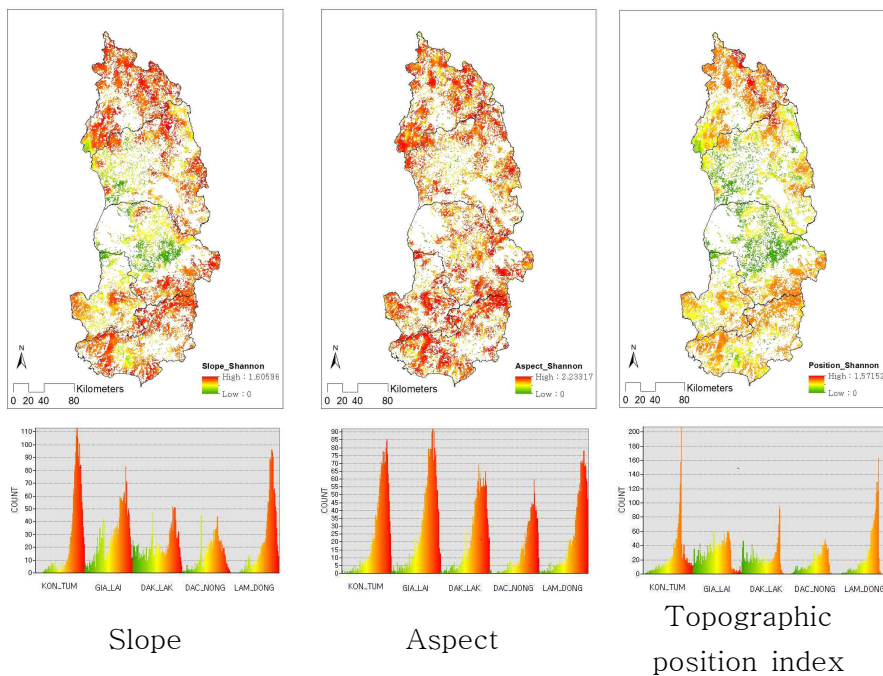 N
Kilometers
0 20 40 80
Slope_Shannon
High : 1.60596
Low : 0
N
Kilometers
0 20 40 80
Aspect_Shannon
High : 2.23317
Low : 0
N
Kilometers
0 20 40 80
Position_Shannon
High : 1.57152
Low : 0
COUNT
110
100
90
80
70
60
50
40
30
20
10
0
KON_TUM GIA_LAI DAK_LAK DAC_NONG LAM_DONG
COUNT
90
85
80
75
70
65
60
55
50
45
40
35
30
25
20
15
10
5
0
KON_TUM GIA_LAI DAK_LAK DAC_NONG LAM_DONG
COUNT
200
180
160
140
120
100
80
60
40
20
0
KON_TUM GIA_LAI DAK_LAK DAC_NONG LAM_DONG
Slope
Aspect
Topographic
position index